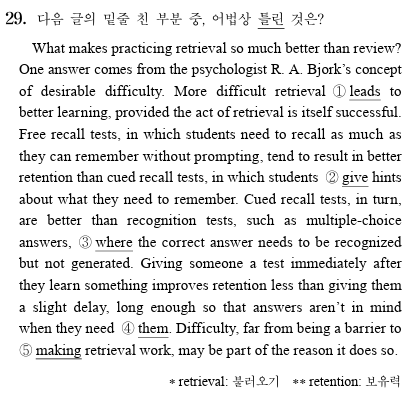 29. 다음 글의 밑줄 친 부분 중, 어법상 틀린 것은?
What makes practicing retrieval so much better than review?
One answer comes from the psychologist R. A. Bjork's concept
of desirable difficulty. More difficult retrieval ① leads to
better learning, provided the act of retrieval is itself successful.
Free recall tests, in which students need to recall as much as
they can remember without prompting, tend to result in better
retention than cued recall tests, in which students ② give hints
about what they need to remember. Cued recall tests, in turn,
are better than recognition tests, such as multiple-choice
answers, ③ where the correct answer needs to be recognized
but not generated. Giving someone a test immediately after
they learn something improves retention less than giving them
a slight delay, long enough so that answers aren't in mind
when they need ④ them. Difficulty, far from being a barrier to
⑤ making retrieval work, may be part of the reason it does so.
* retrieval: 불러오기 ** retention: 보유력